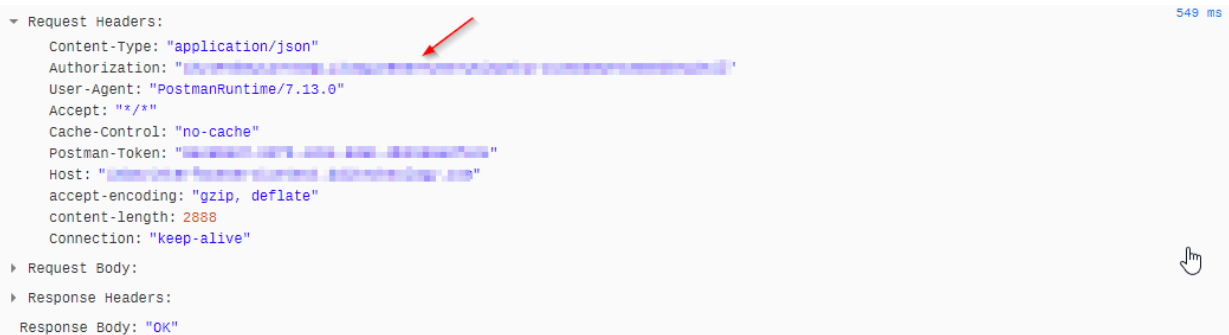 549 ms
Request Headers:
Content-Type: "application/json"
Authorization: "
User-Agent: "PostmanRuntime/7.13.0"
Accept: "*/*"
Cache-Control: "no-cache"
Postman-Token: " "
Host: " "
accept-encoding: "gzip, deflate"
content-length: 2888
Connection: "keep-alive"
Request Body:
Response Headers:
Response Body: "OK"